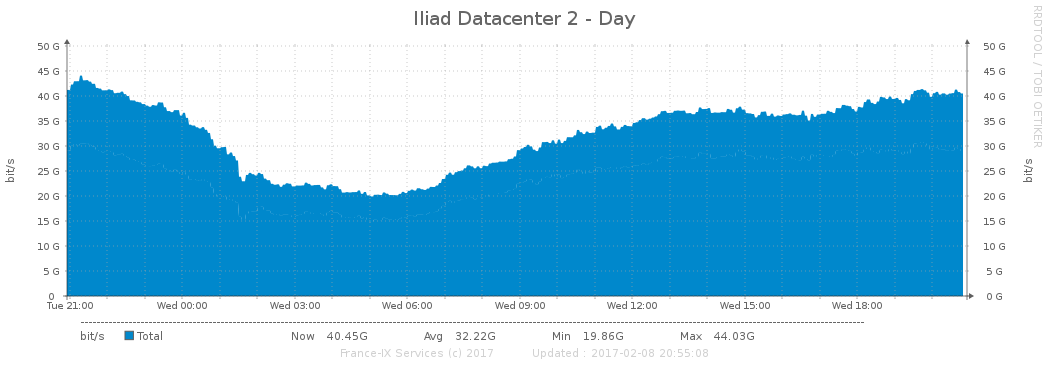 Iliad Datacenter 2 - Day
RRDTOOL / TOBI OETIKER
50 G 50 G
45 G 45 G
40 G 40 G
35 G 35 G
30 G 30 G
25 G 25 G
20 G 20 G
15 G 15 G
10 G 10 G
5 G 5 G
0 0 G
bit/s bit/s
Tue 21:00 Wed 00:00 Wed 03:00 Wed 06:00 Wed 09:00 Wed 12:00 Wed 15:00 Wed 18:00
bit/s Total Now 40.45G Avg 32.22G Min 19.86G Max 44.03G
France-IX Services (c) 2017 Updated : 2017-02-08 20:55:08